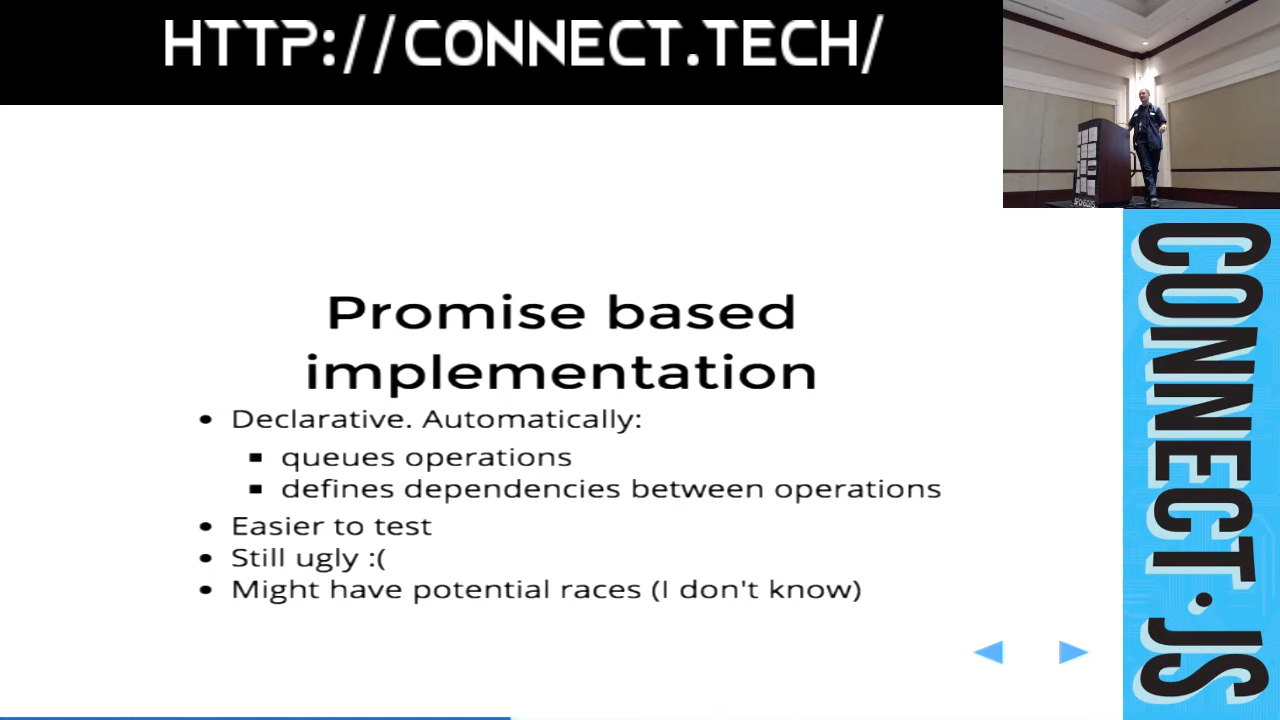 HTTP://CONNECT.TECH/
Promise based
implementation
Declarative. Automatically:
queues operations
defines dependencies between operations
Easier to test
Still ugly :(
Might have potential races (I don't know)
SPONSORS
CONNECT.JS